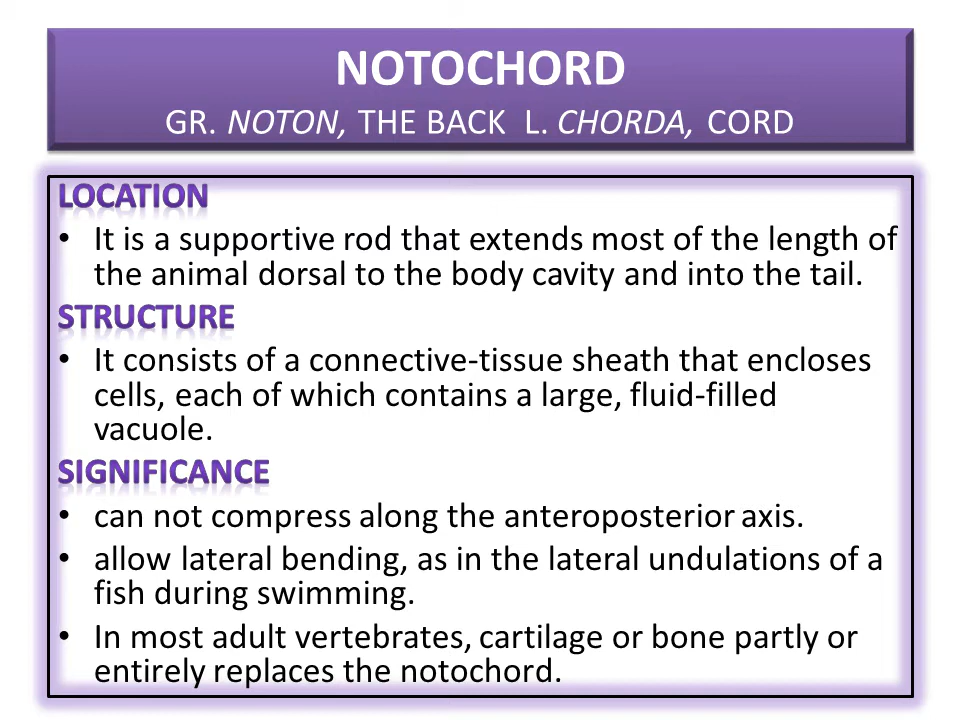 NOTOCHORD
GR. NOTON, THE BACK L. CHORDA, CORD
LOCATION
• It is a supportive rod that extends most of the length of
the animal dorsal to the body cavity and into the tail.
STRUCTURE
• It consists of a connective-tissue sheath that encloses
cells, each of which contains a large, fluid-filled
vacuole.
SIGNIFICANCE
• can not compress along the anteroposterior axis.
• allow lateral bending, as in the lateral undulations of a
fish during swimming.
• In most adult vertebrates, cartilage or bone partly or
entirely replaces the notochord.